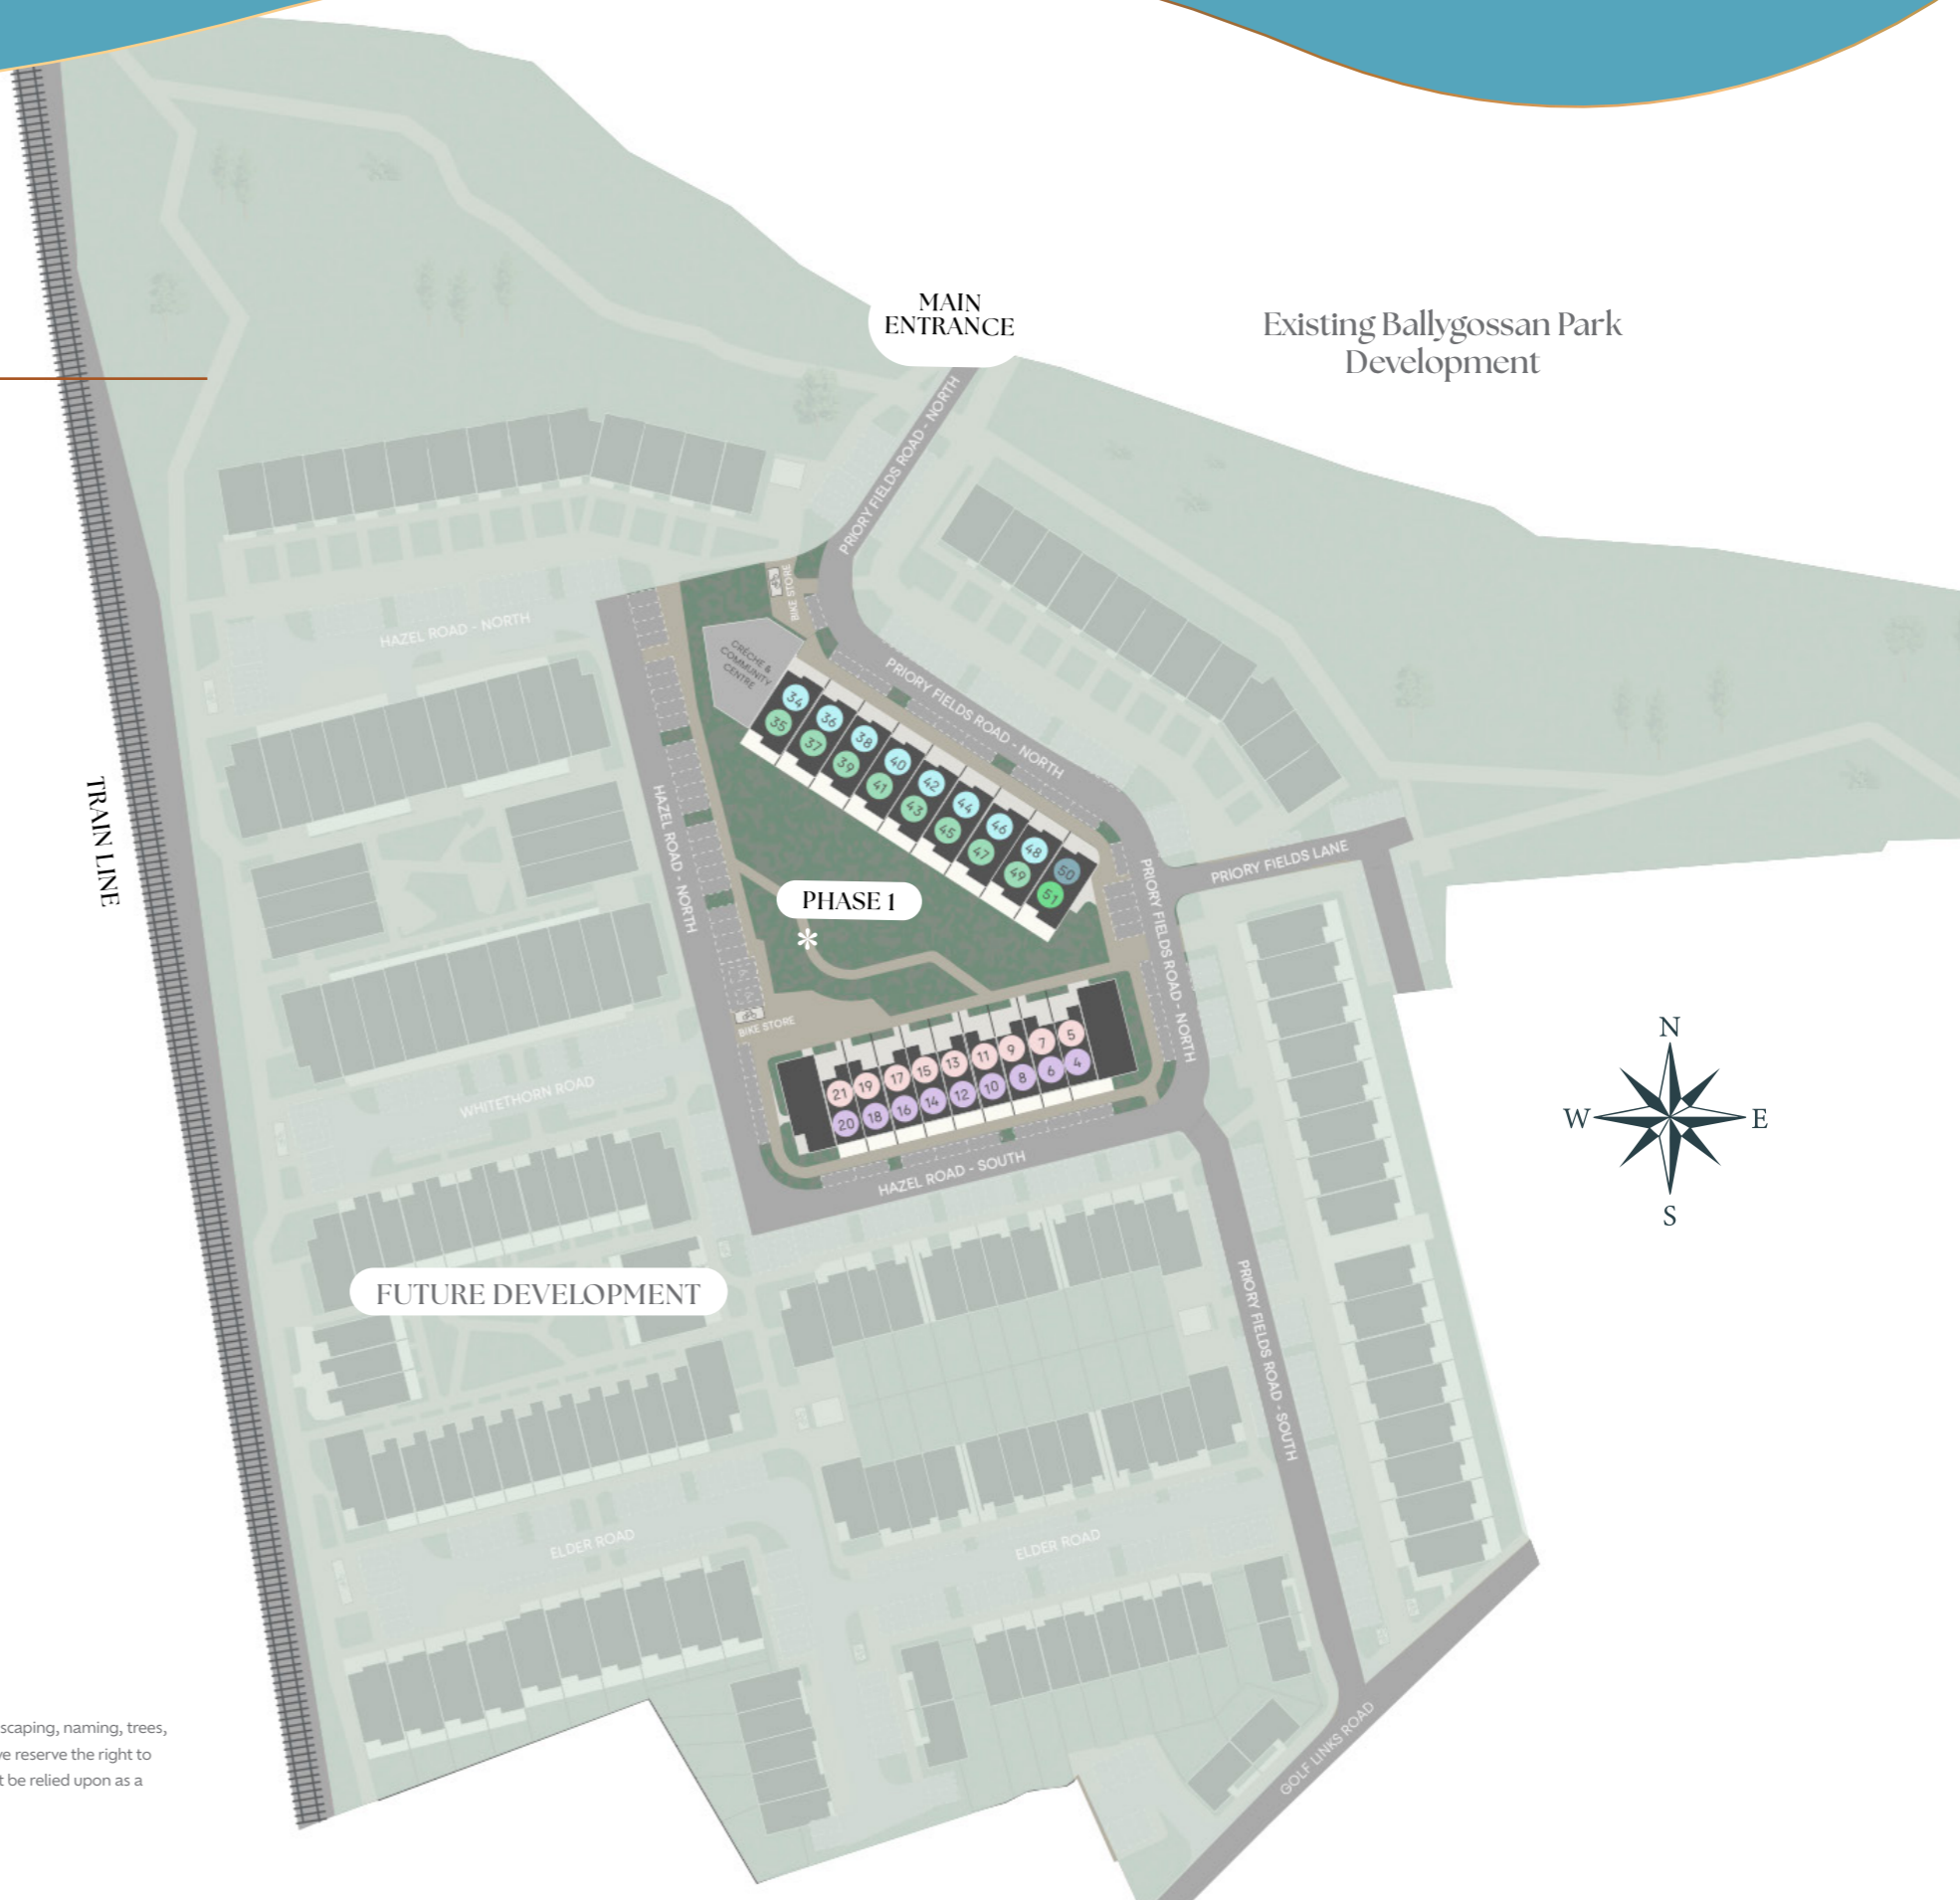 MAIN
ENTRANCE
Existing Ballygossan Park
Development
PRIORY FIELDS ROAD - NORTH
BIKE STORE
HAZEL ROAD - NORTH
CRÈCHE &
COMMUNITY
CENTRE
PRIORY FIELDS ROAD - NORTH
34
35
36
37
38
39
40
41
42
43
44
45
46
47
48
49
50
51
TRAIN LINE
HAZEL ROAD - NORTH
PRIORY FIELDS LANE
PHASE 1
PRIORY FIELDS ROAD - NORTH
BIKE STORE
21 19 17 15 13 11 9 7 5
20 18 16 14 12 10 8 6 4
N
W E
S
WHITETHORN ROAD
HAZEL ROAD - SOUTH
FUTURE DEVELOPMENT
PRIORY FIELDS ROAD - SOUTH
ELDER ROAD
ELDER ROAD
GOLF LINKS ROAD
scaping, naming, trees,
ve reserve the right to
t be relied upon as a